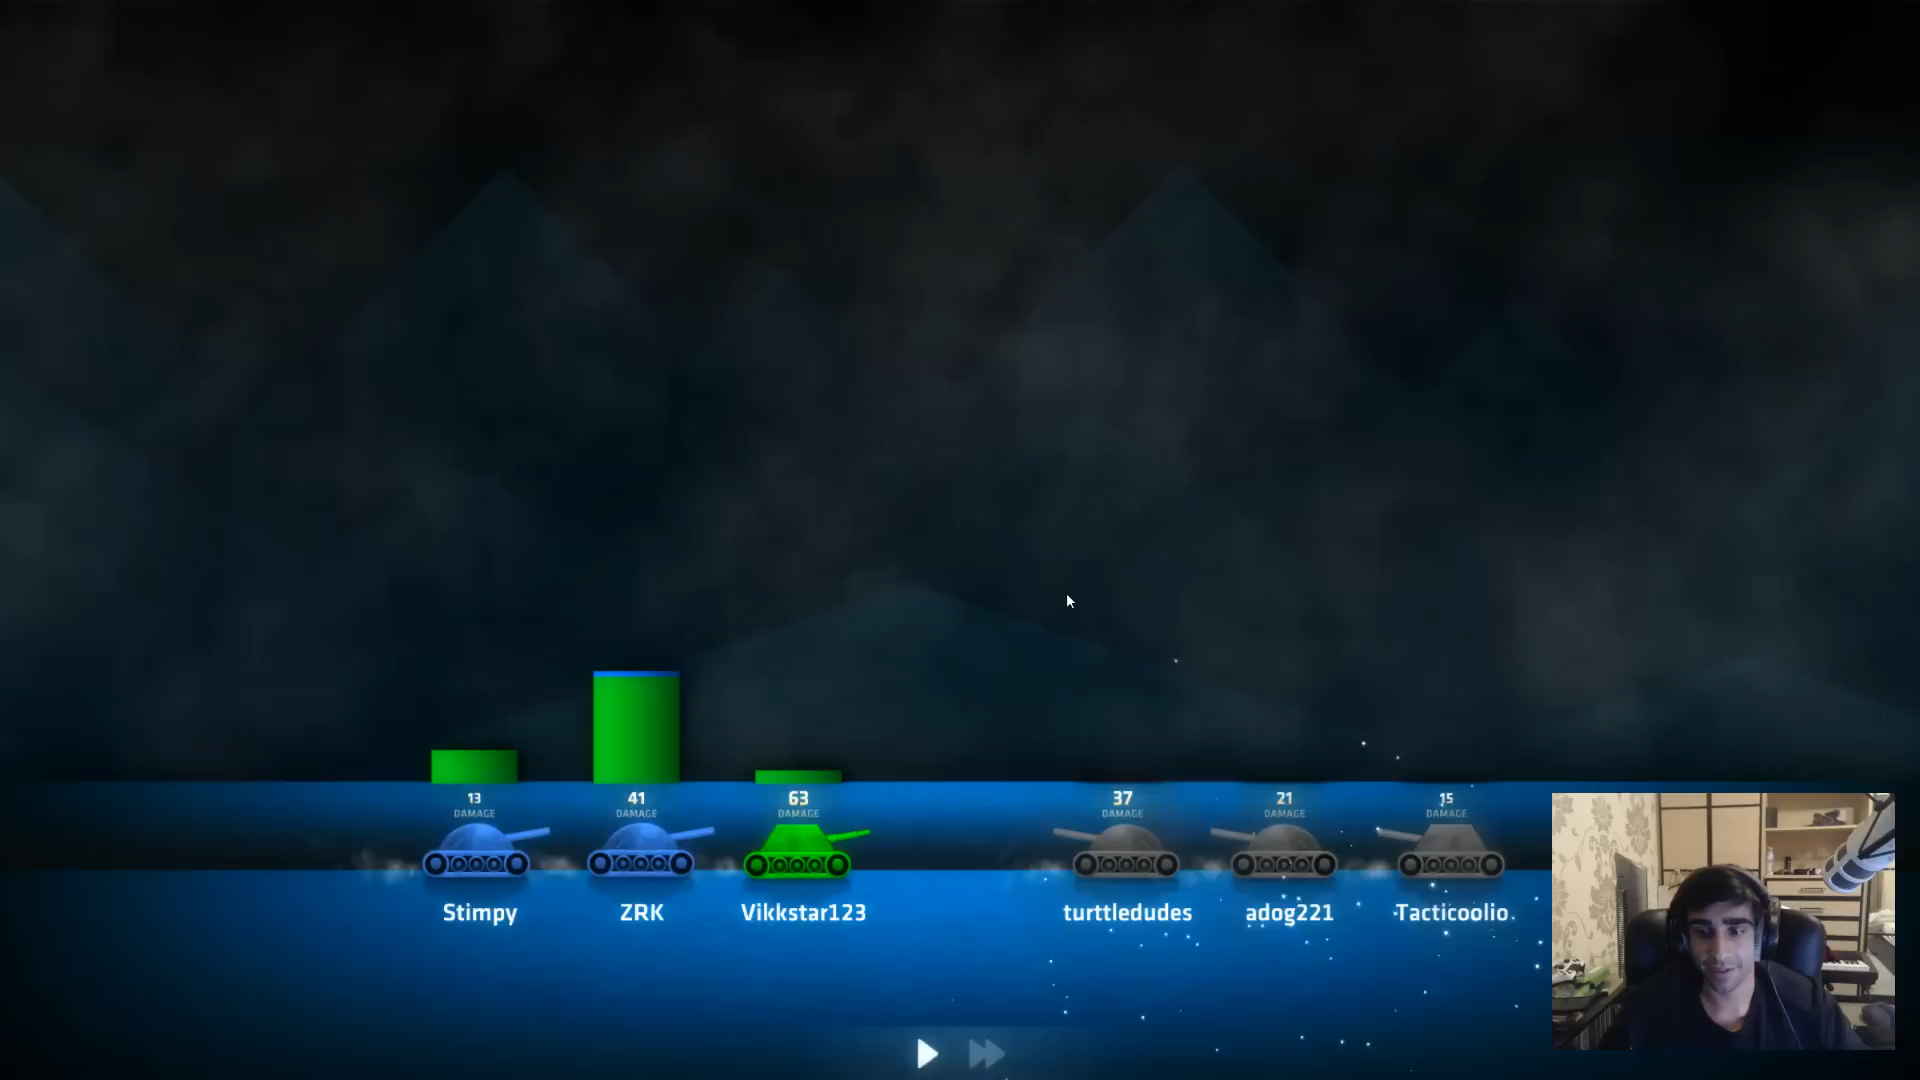 13 41 63 37 21 15
DAMAGE DAMAGE DAMAGE DAMAGE DAMAGE DAMAGE
Stimpy ZRK Vikkstar123 turttledudes adog221 Tacticoolio